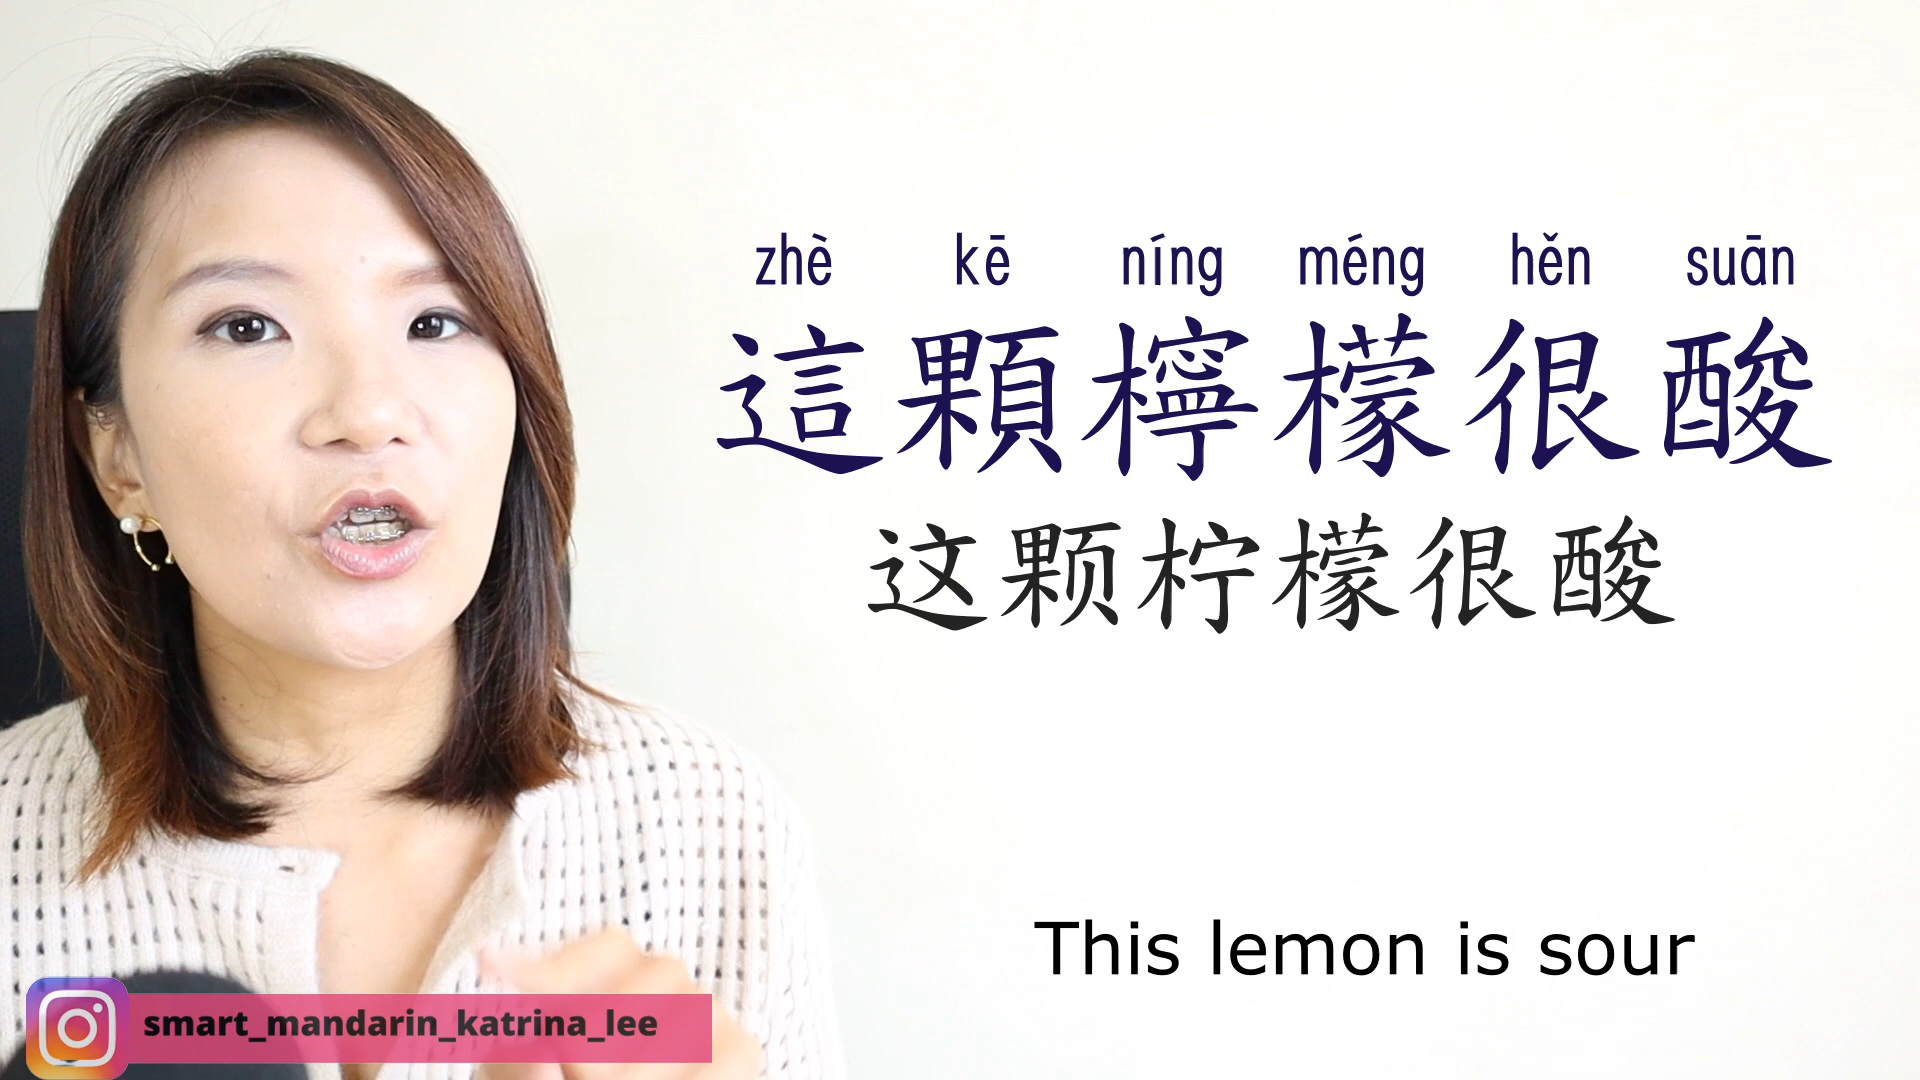 zhè kē níng méng hěn suān
這顆檸檬很酸
这颗柠檬很酸
This lemon is sour
smart_mandarin_katrina_lee